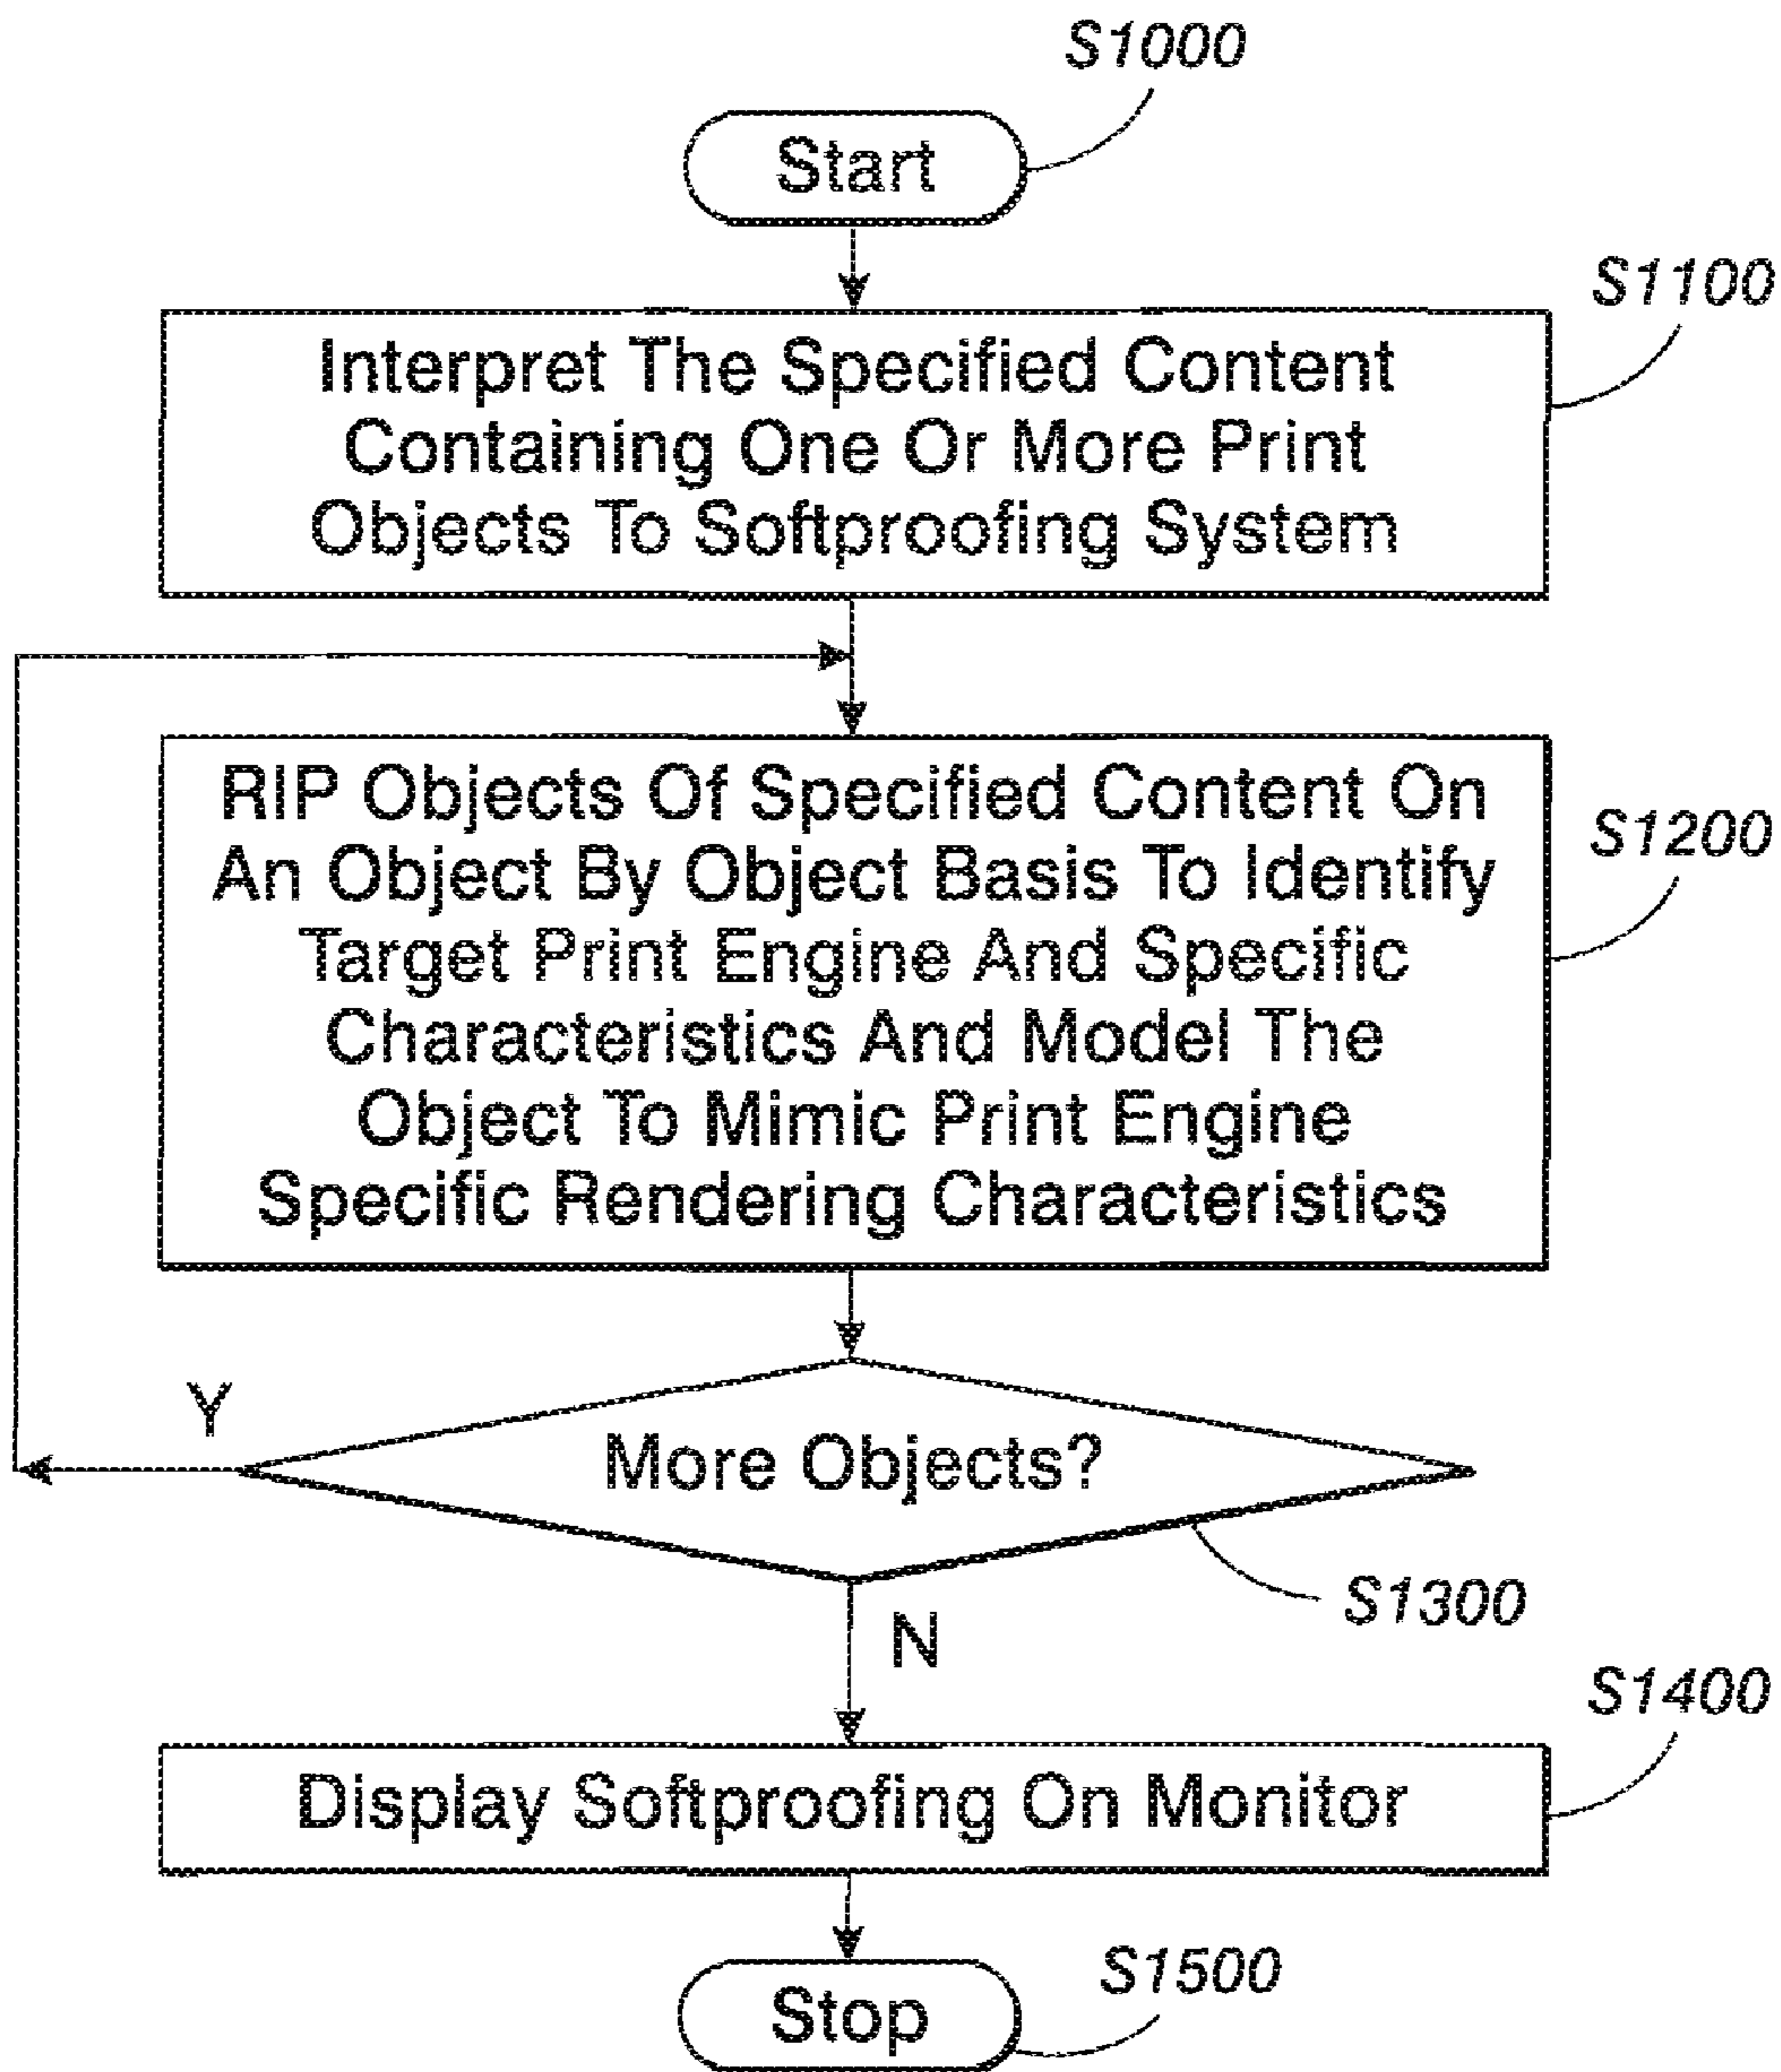 S1000
Start
S1100
Interpret The Specified Content
Containing One Or More Print
Objects To Softproofing System
RIP Objects Of Specified Content On
An Object By Object Basis To Identify
Target Print Engine And Specific
Characteristics And Model The
Object To Mimic Print Engine
Specific Rendering Characteristics
S1200
Y
More Objects?
S1300
N
S1400
Display Softproofing On Monitor
S1500
Stop